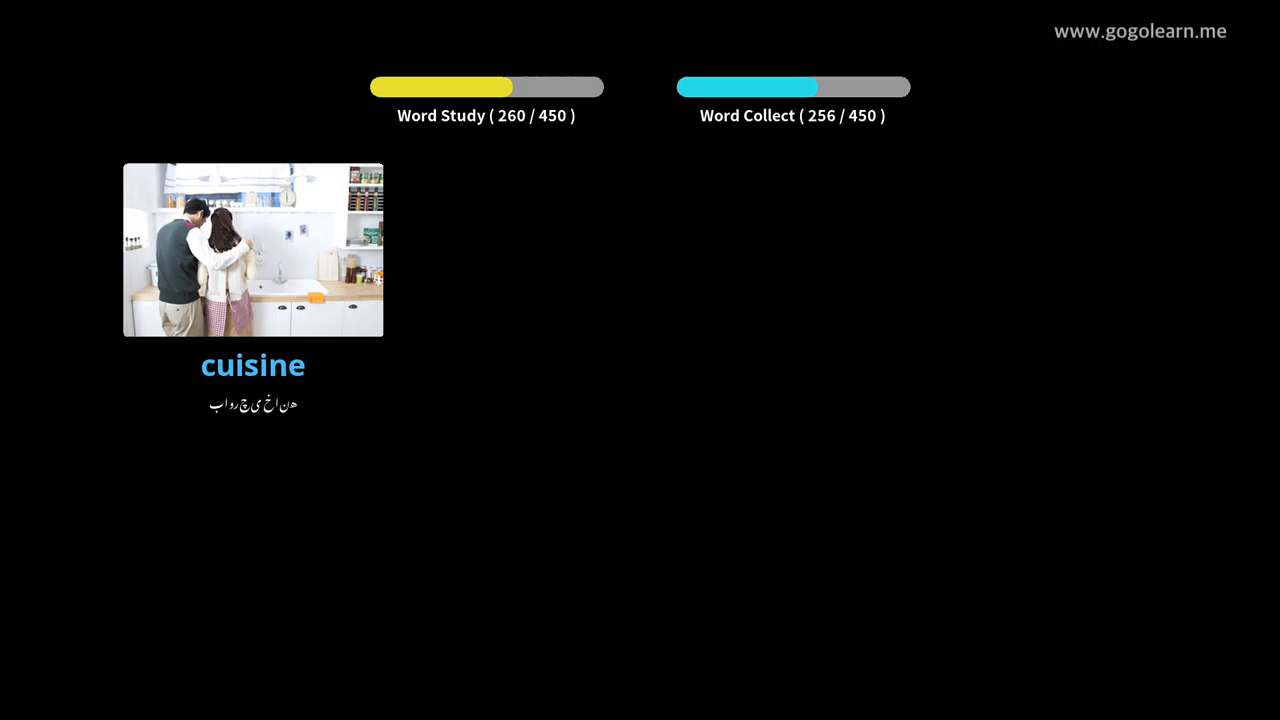 www.gogolearn.me
Word Study ( 260 / 450 )
Word Collect ( 256 / 450 )
cuisine
باورچی خانہ